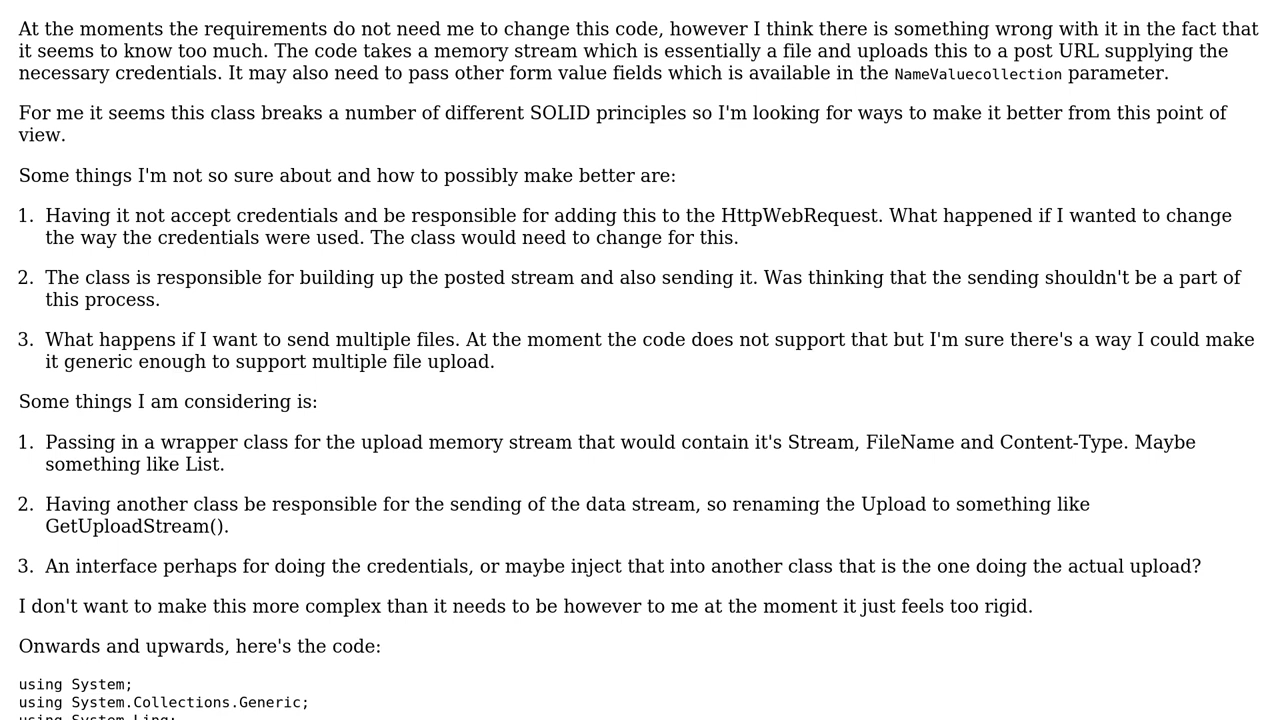 At the moments the requirements do not need me to change this code, however I think there is something wrong with it in the fact that
it seems to know too much. The code takes a memory stream which is essentially a file and uploads this to a post URL supplying the
necessary credentials. It may also need to pass other form value fields which is available in the NameValuecollection parameter.
For me it seems this class breaks a number of different SOLID principles so I'm looking for ways to make it better from this point of
view.
Some things I'm not so sure about and how to possibly make better are:
1. Having it not accept credentials and be responsible for adding this to the HttpWebRequest. What happened if I wanted to change
the way the credentials were used. The class would need to change for this.
2. The class is responsible for building up the posted stream and also sending it. Was thinking that the sending shouldn't be a part of
this process.
3. What happens if I want to send multiple files. At the moment the code does not support that but I'm sure there's a way I could make
it generic enough to support multiple file upload.
Some things I am considering is:
1. Passing in a wrapper class for the upload memory stream that would contain it's Stream, FileName and Content-Type. Maybe
something like List.
2. Having another class be responsible for the sending of the data stream, so renaming the Upload to something like
GetUploadStream().
3. An interface perhaps for doing the credentials, or maybe inject that into another class that is the one doing the actual upload?
I don't want to make this more complex than it needs to be however to me at the moment it just feels too rigid.
Onwards and upwards, here's the code:
using System;
using System.Collections.Generic;
using System.Linq;